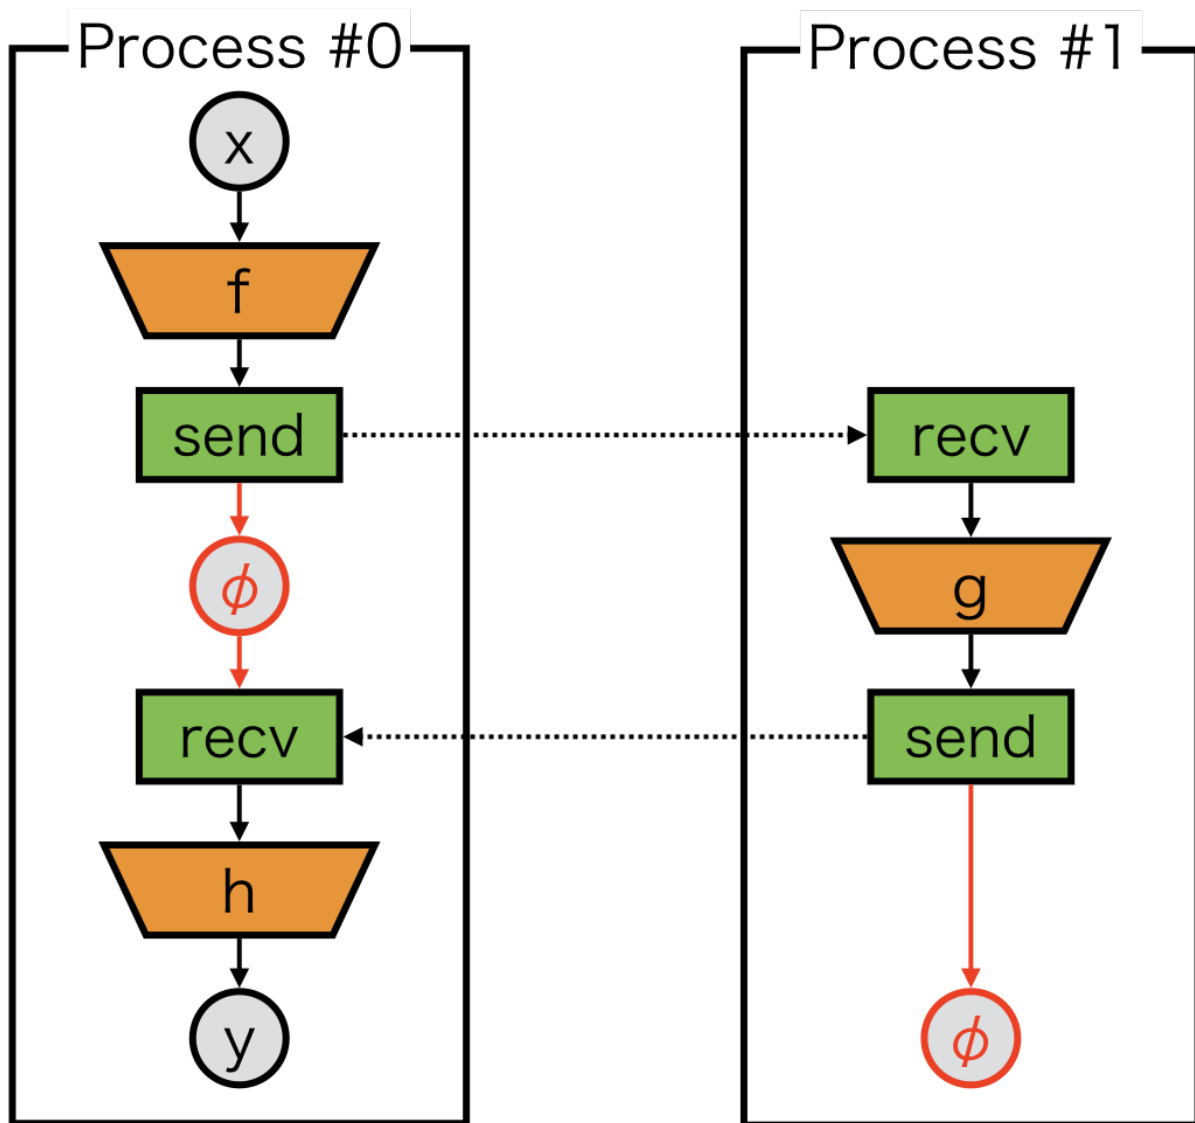 Process #0
x
f
send
ϕ
recv
h
y
Process #1
recv
g
send
ϕ